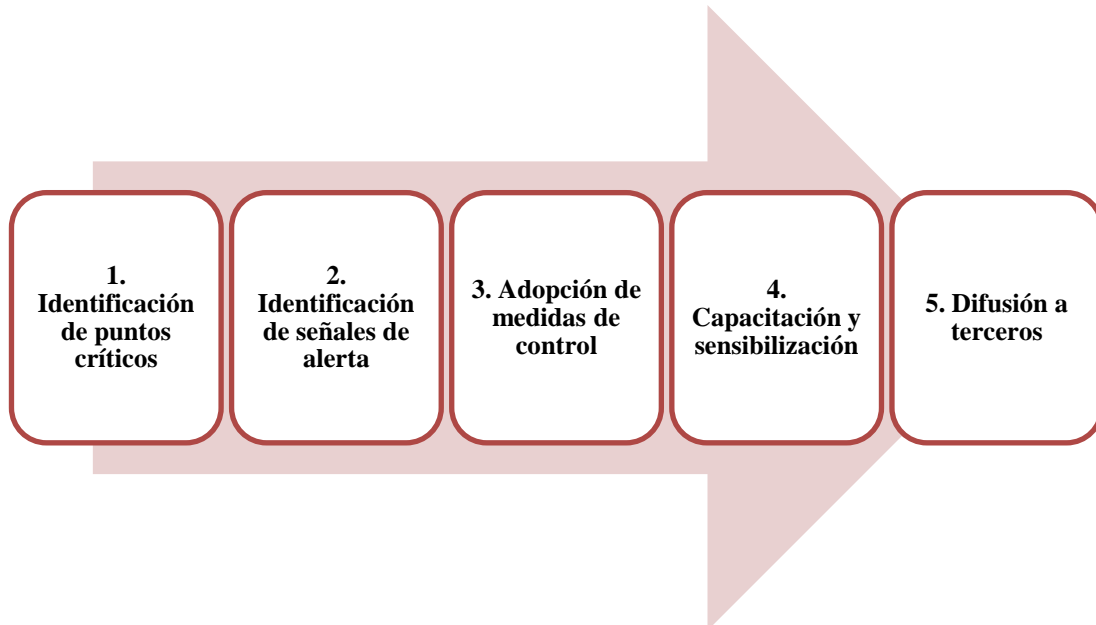 1.
Identificación
de puntos
críticos
2.
Identificación
de señales de
alerta
3. Adopción de
medidas de
control
4.
Capacitación y
sensibilización
5. Difusión a
terceros